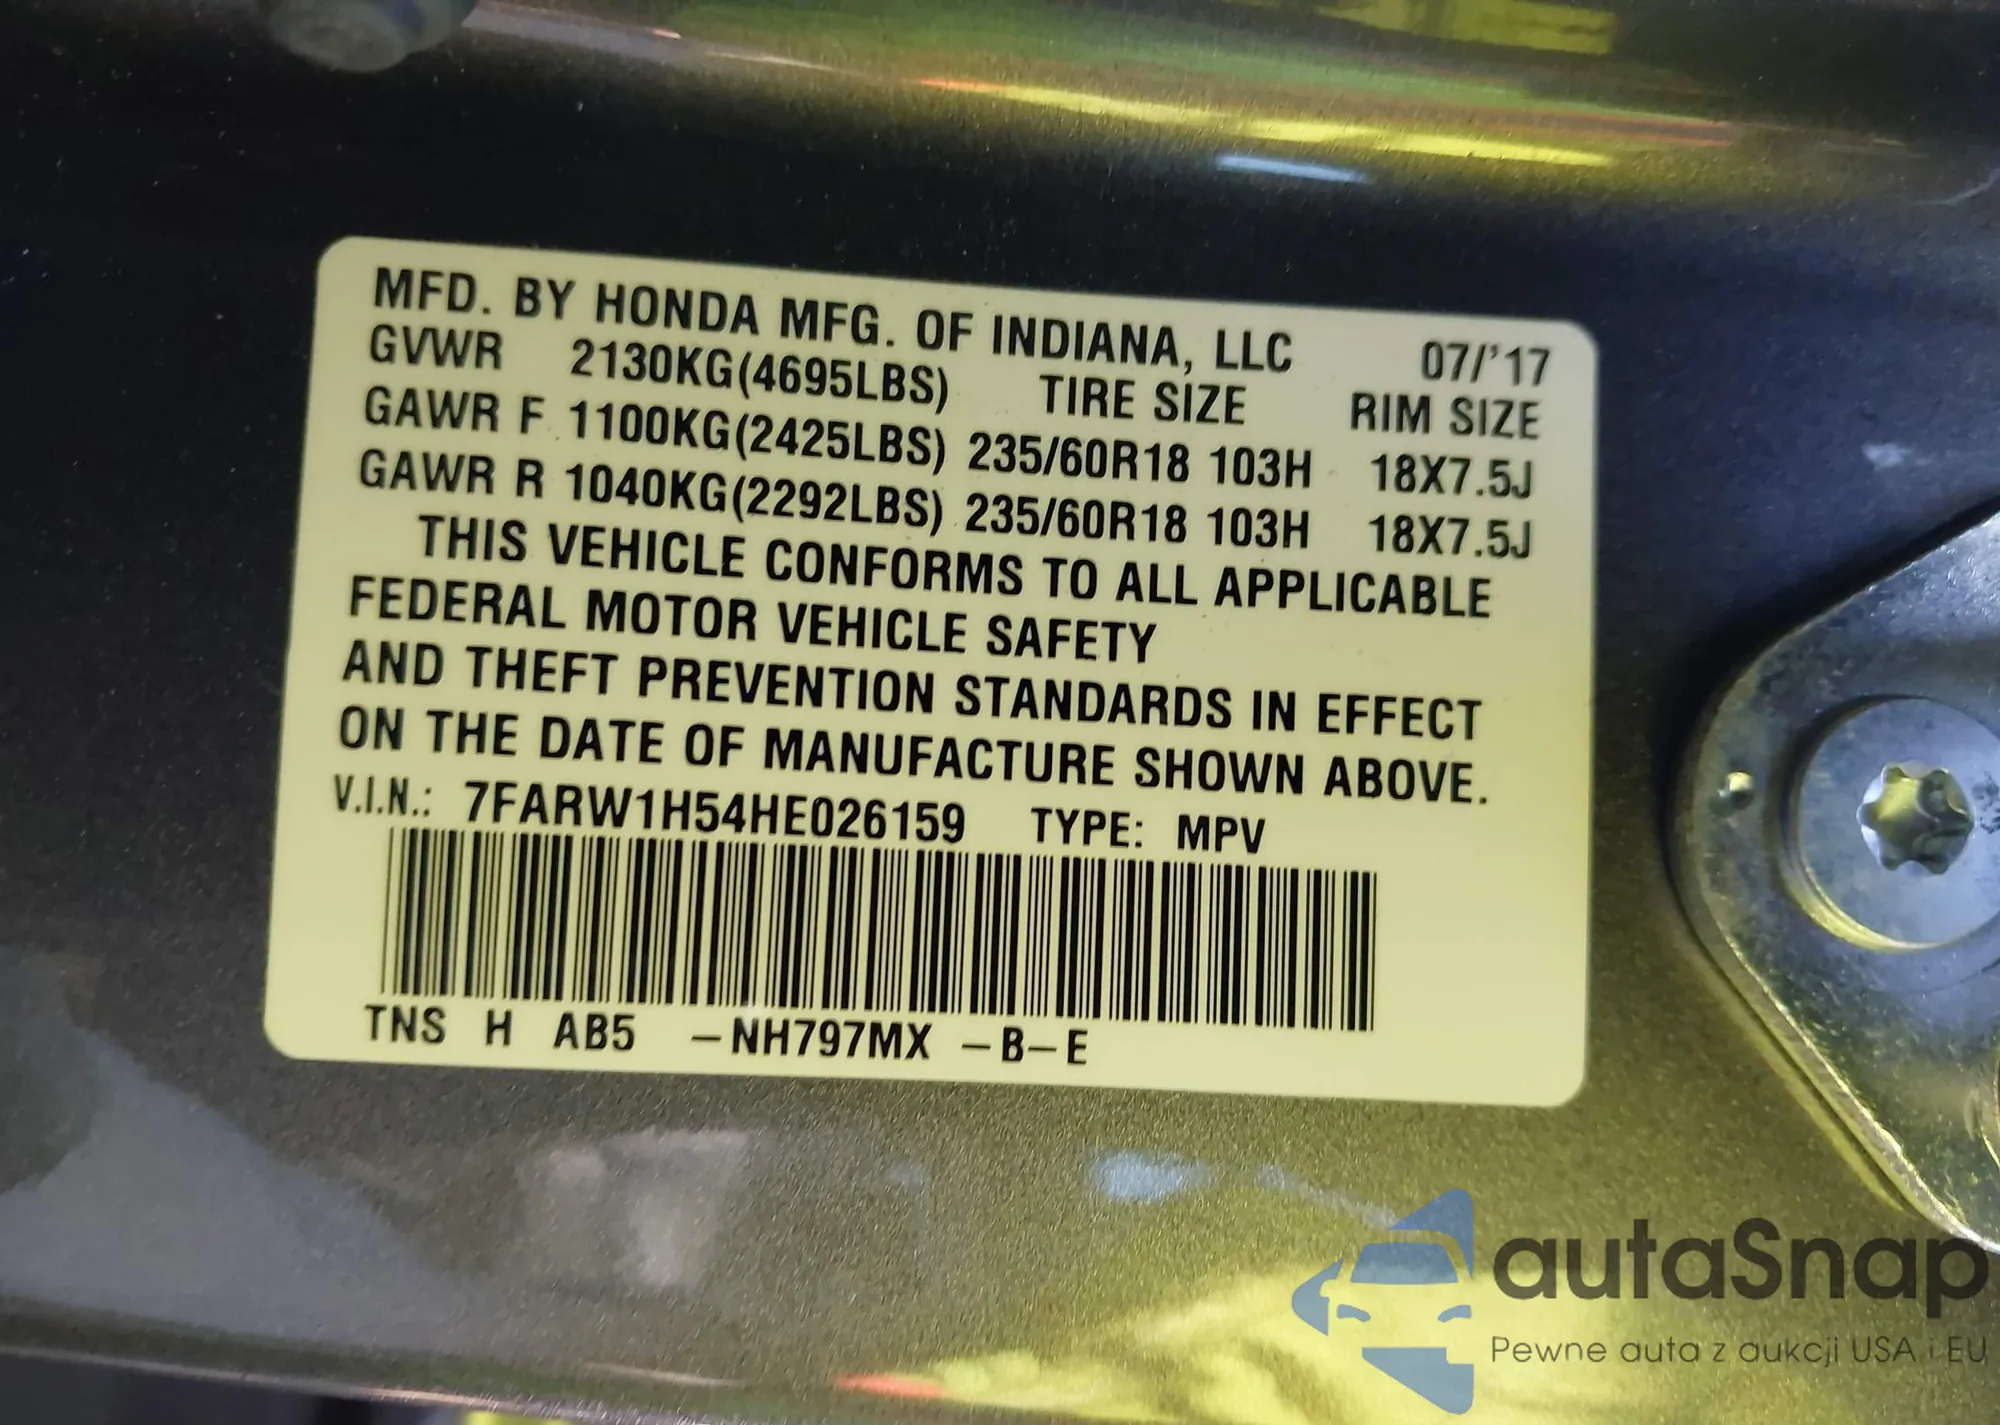 MFD. BY HONDA MFG. OF INDIANA, LLC 07/'17
GVWR 2130KG(4695LBS) TIRE SIZE RIM SIZE
GAWR F 1100KG(2425LBS) 235/60R18 103H 18X7.5J
GAWR R 1040KG(2292LBS) 235/60R18 103H 18X7.5J
THIS VEHICLE CONFORMS TO ALL APPLICABLE
FEDERAL MOTOR VEHICLE SAFETY
AND THEFT PREVENTION STANDARDS IN EFFECT
ON THE DATE OF MANUFACTURE SHOWN ABOVE.
V.I.N.: 7FARW1H54HE026159 TYPE: MPV
TNS H AB5 -NH797MX -B-E
autaSnap
Pewne auta z aukcji USA i EU